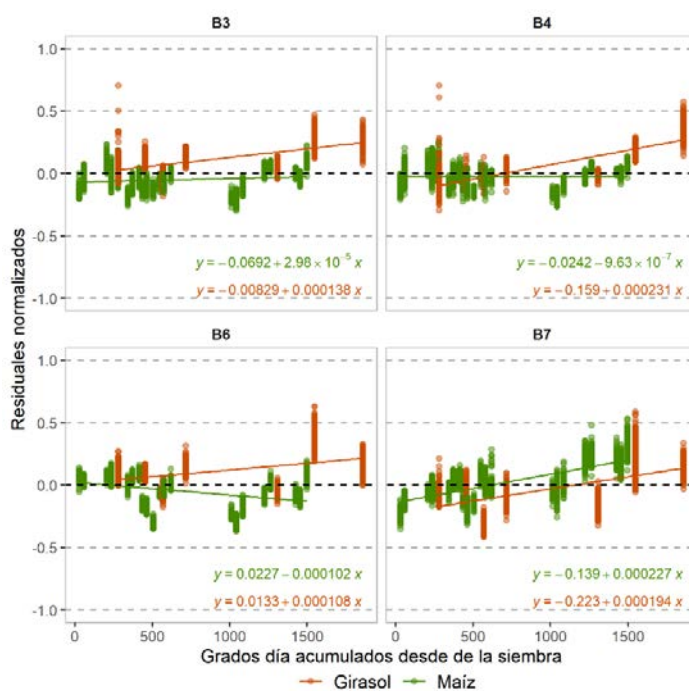 B3
B4
1.0
0.5
0.0
-0.5
-1.0
y = −0.0692 + 2.98 × 10⁻⁵ x
y = −0.00829 + 0.000138 x
y = −0.0242 − 9.63 × 10⁻⁷ x
y = −0.159 + 0.000231 x
Residuales normalizados
B6
B7
1.0
0.5
0.0
-0.5
-1.0
y = 0.0227 − 0.000102 x
y = 0.0133 + 0.000108 x
y = −0.139 + 0.000227 x
y = −0.223 + 0.000194 x
0 500 1000 1500
0 500 1000 1500
Grados día acumulados desde de la siembra
Girasol Maíz